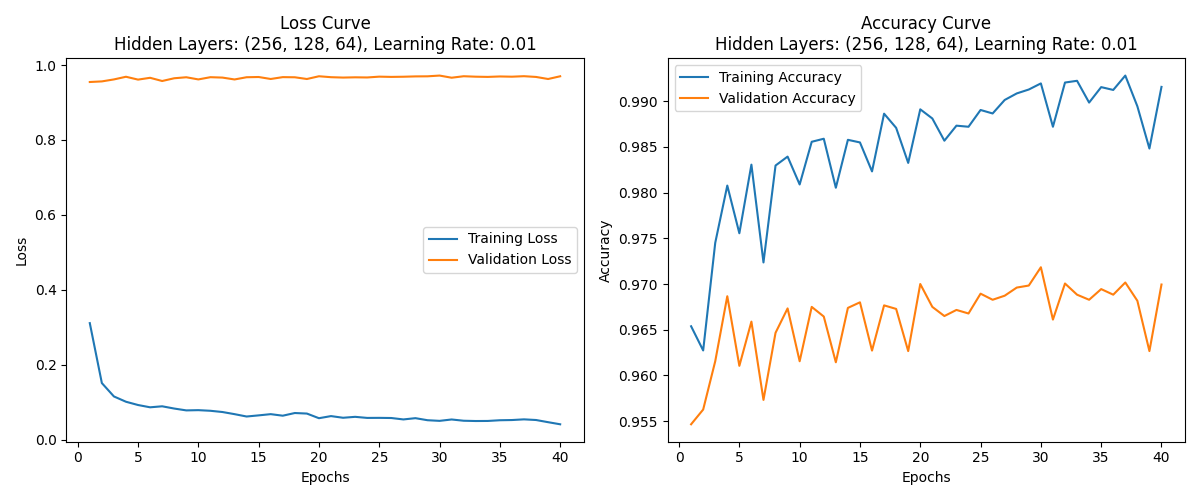 Loss Curve
Hidden Layers: (256, 128, 64), Learning Rate: 0.01
1.0
0.8
0.6
0.4
0.2
0.0
Loss
Training Loss
Validation Loss
0 5 10 15 20 25 30 35 40
Epochs
Accuracy Curve
Hidden Layers: (256, 128, 64), Learning Rate: 0.01
Training Accuracy
Validation Accuracy
0.990
0.985
0.980
0.975
0.970
0.965
0.960
0.955
Accuracy
0 5 10 15 20 25 30 35 40
Epochs